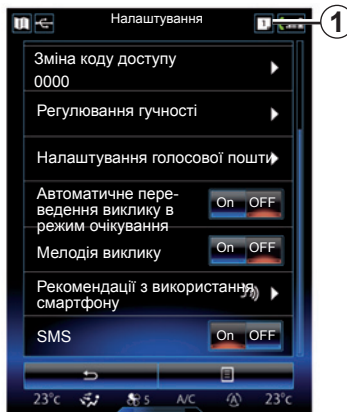 Налаштування
1
1
Зміна коду доступу
0000
Регулювання гучності
Налаштування голосової пошти
Автоматичне пере-
ведення виклику в
режим очікування
On OFF
Мелодія виклику
On OFF
Рекомендації з використання
смартфону
SMS
On OFF
23°c 5 A/C A 23°c